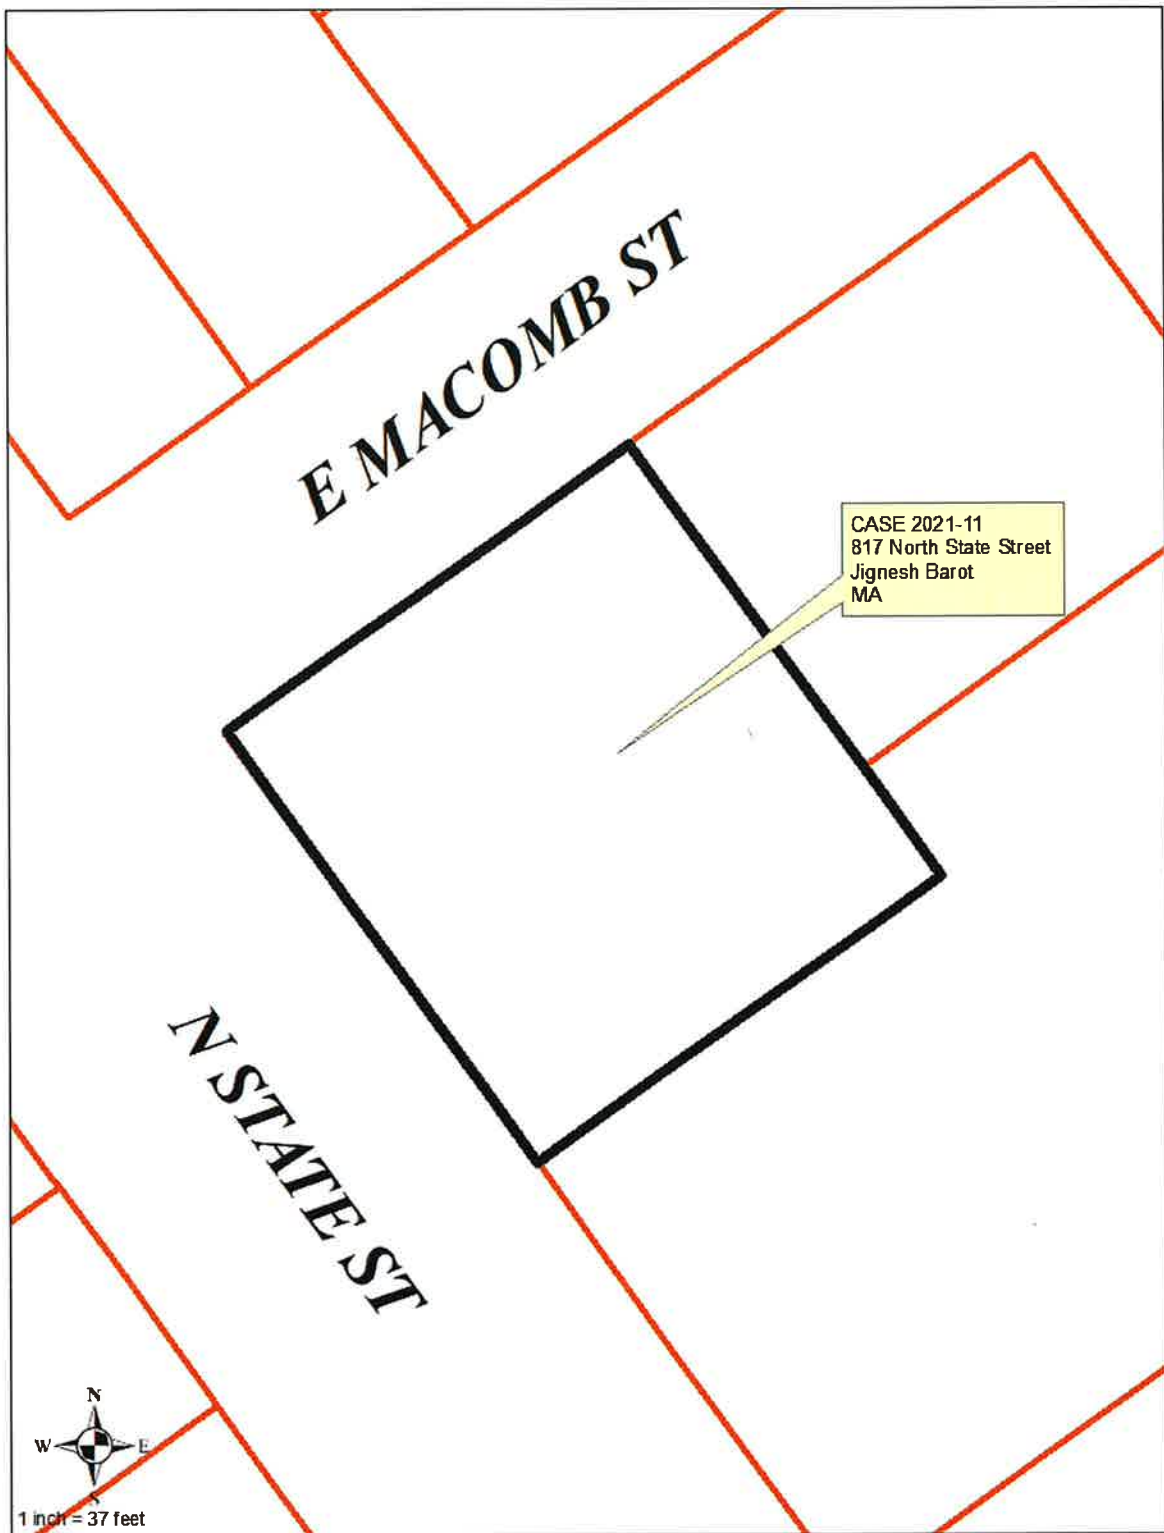 E MACOMB ST
CASE 2021-11
817 North State Street
Jignesh Barot
MA
N STATE ST
N
W E
S
1 inch = 37 feet